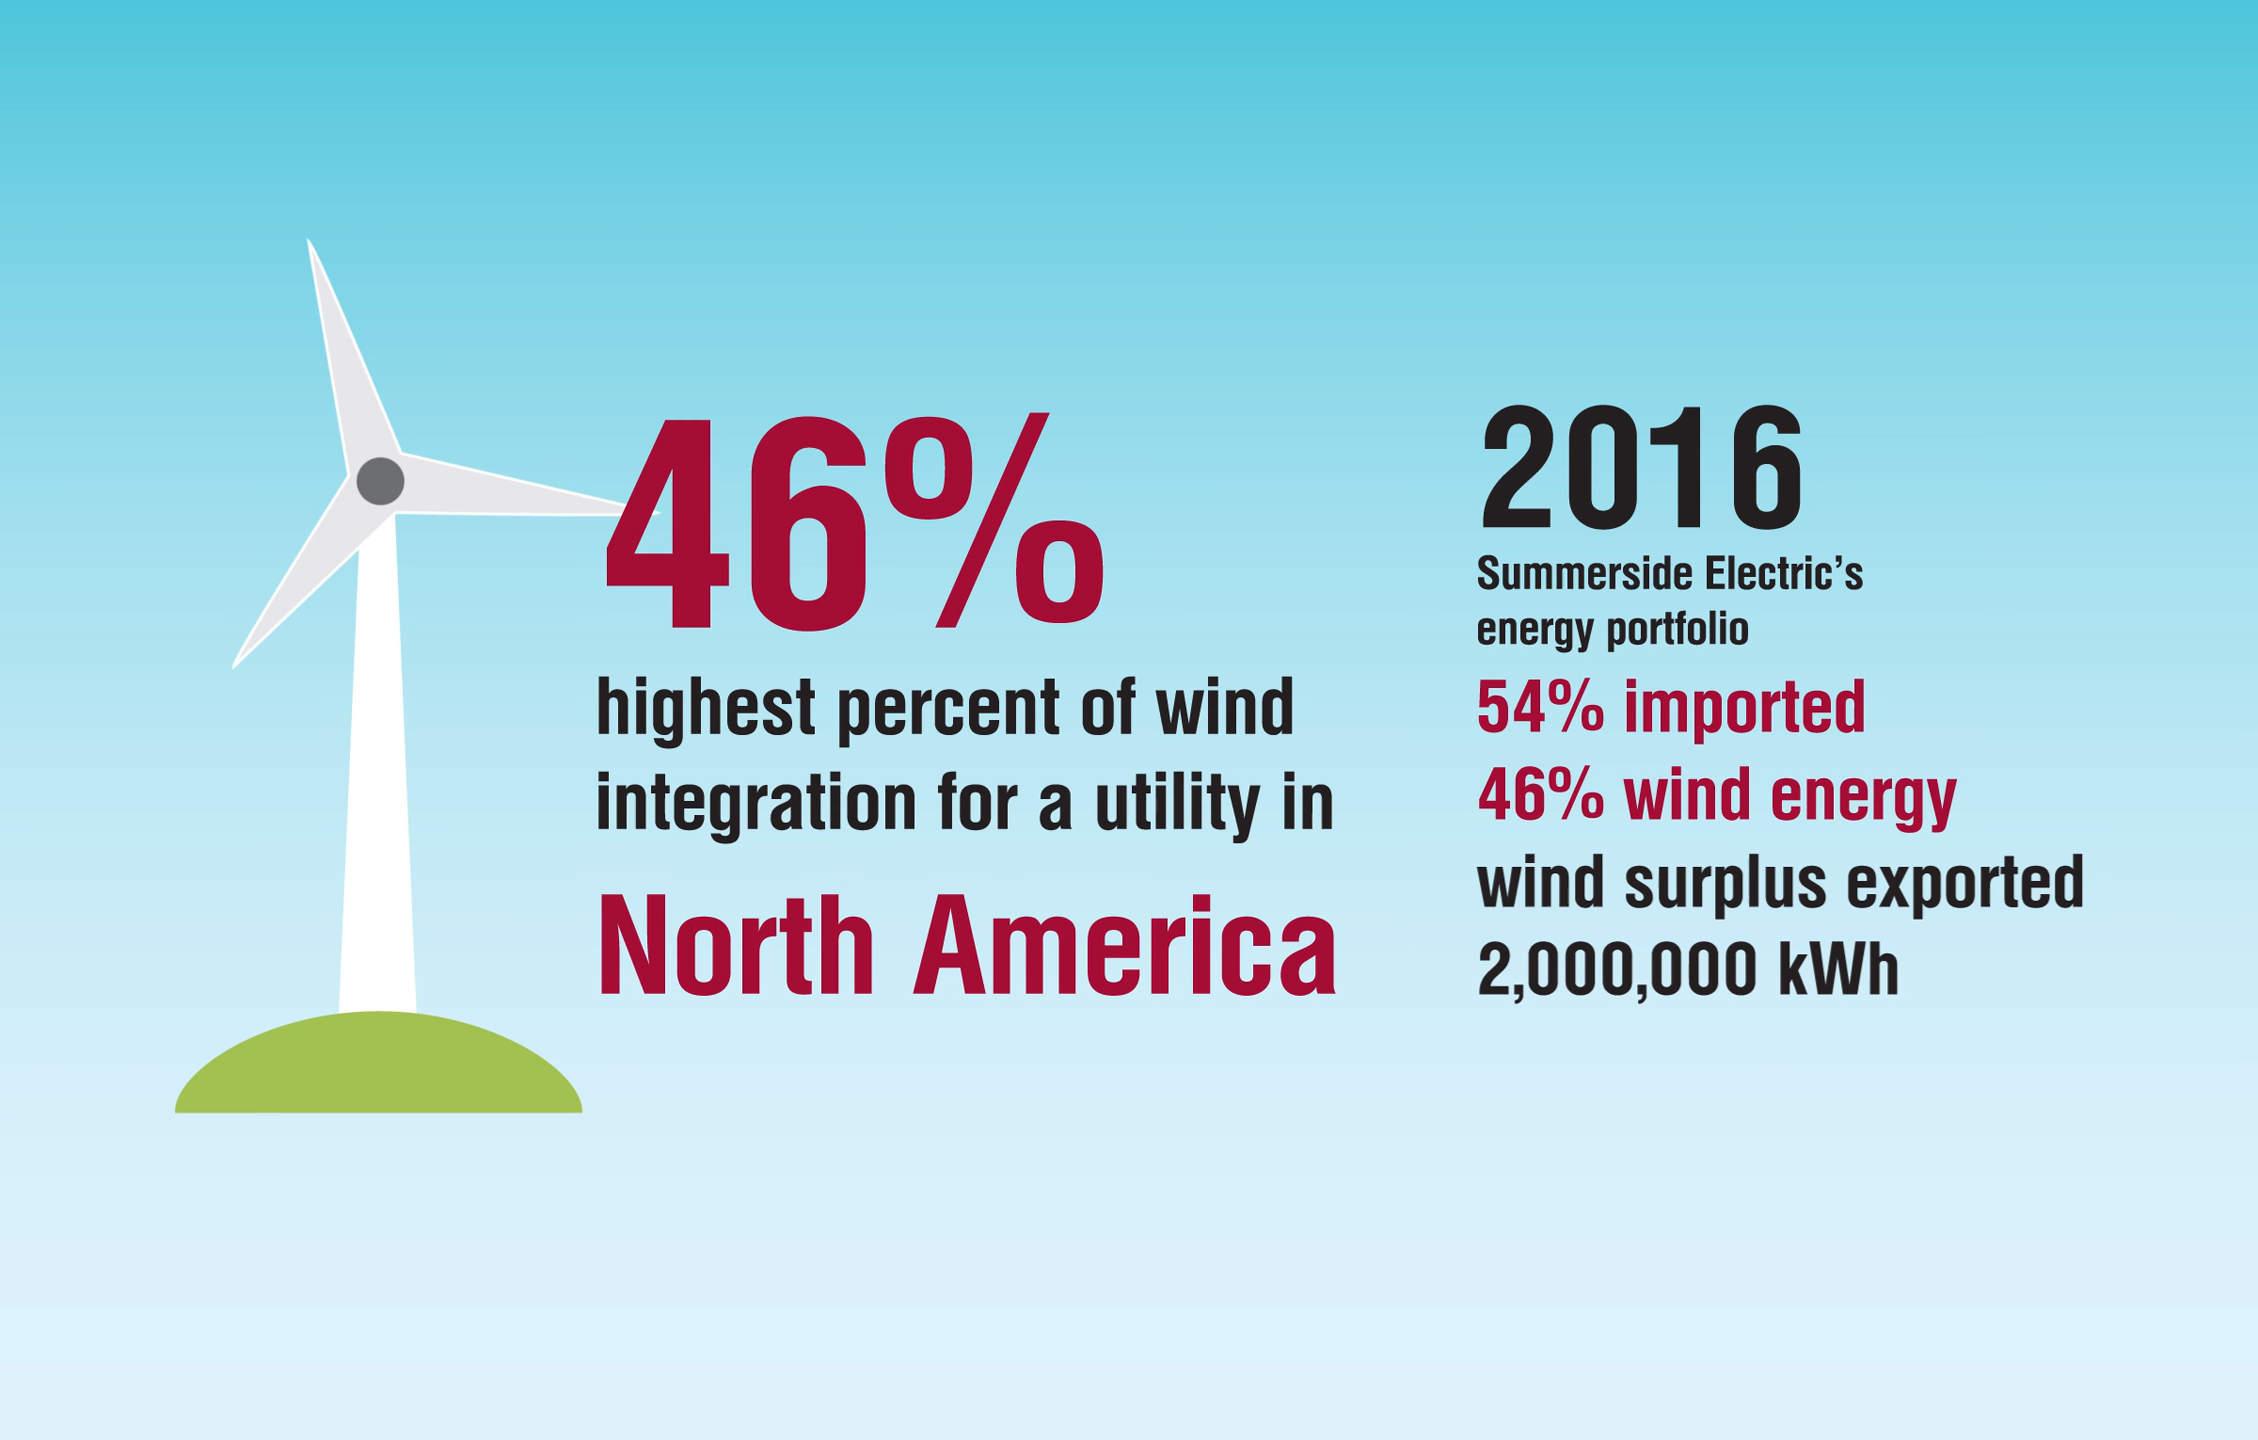 46%
highest percent of wind
integration for a utility in
North America
2016
Summerside Electric’s
energy portfolio
54% imported
46% wind energy
wind surplus exported
2,000,000 kWh